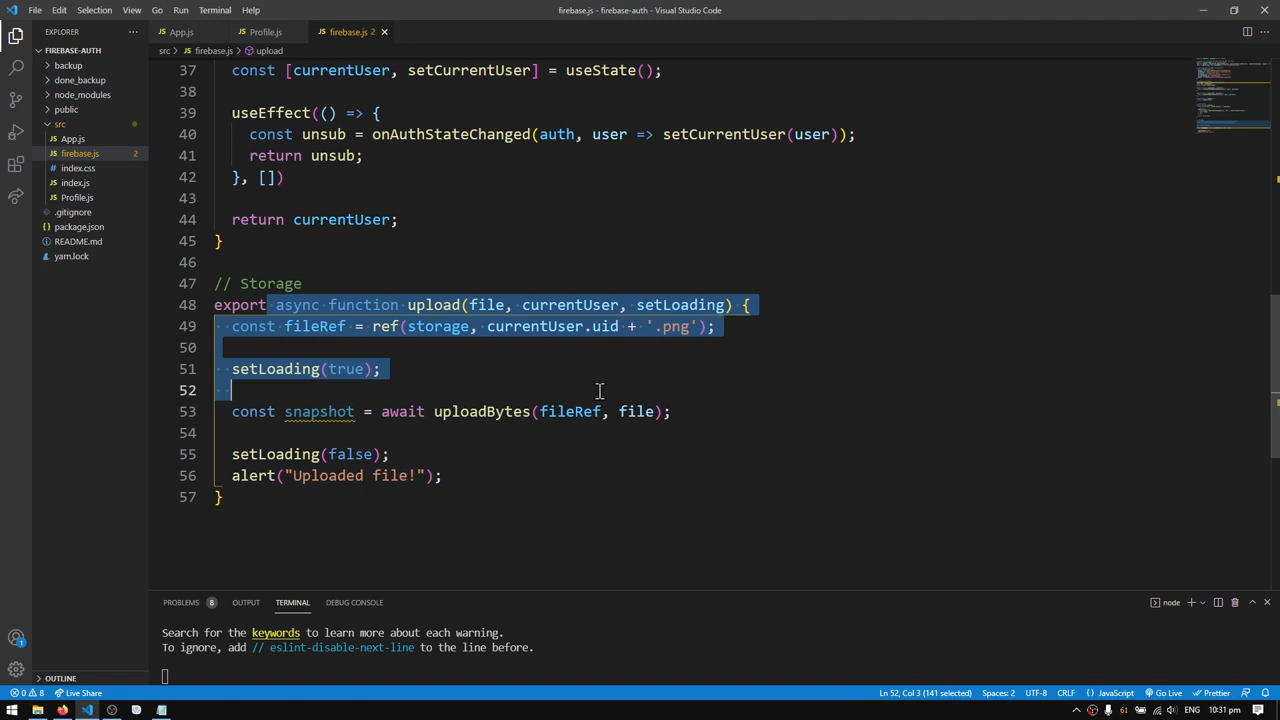 File Edit Selection View Go Run Terminal Help
firebase.js - firebase-auth - Visual Studio Code
EXPLORER
FIREBASE-AUTH
backup
done_backup
node_modules
public
src
App.js
firebase.js 2
index.css
index.js
Profile.js
.gitignore
package.json
README.md
yarn.lock
OUTLINE
App.js Profile.js firebase.js 2
src > firebase.js > upload
37 const [currentUser, setCurrentUser] = useState();
38
39 useEffect(() => {
40 const unsub = onAuthStateChanged(auth, user => setCurrentUser(user));
41 return unsub;
42 }, [])
43
44 return currentUser;
45 }
46
47 // Storage
48 export async function upload(file, currentUser, setLoading) {
49 const fileRef = ref(storage, currentUser.uid + '.png');
50
51 setLoading(true);
52
53 const snapshot = await uploadBytes(fileRef, file);
54
55 setLoading(false);
56 alert("Uploaded file!");
57 }
PROBLEMS 8 OUTPUT TERMINAL DEBUG CONSOLE
node
Search for the keywords to learn more about each warning.
To ignore, add // eslint-disable-next-line to the line before.
0 8 Live Share
Ln 52, Col 3 (141 selected) Spaces: 2 UTF-8 CRLF { } JavaScript Go Live Prettier
61 ENG 10:31 pm
1